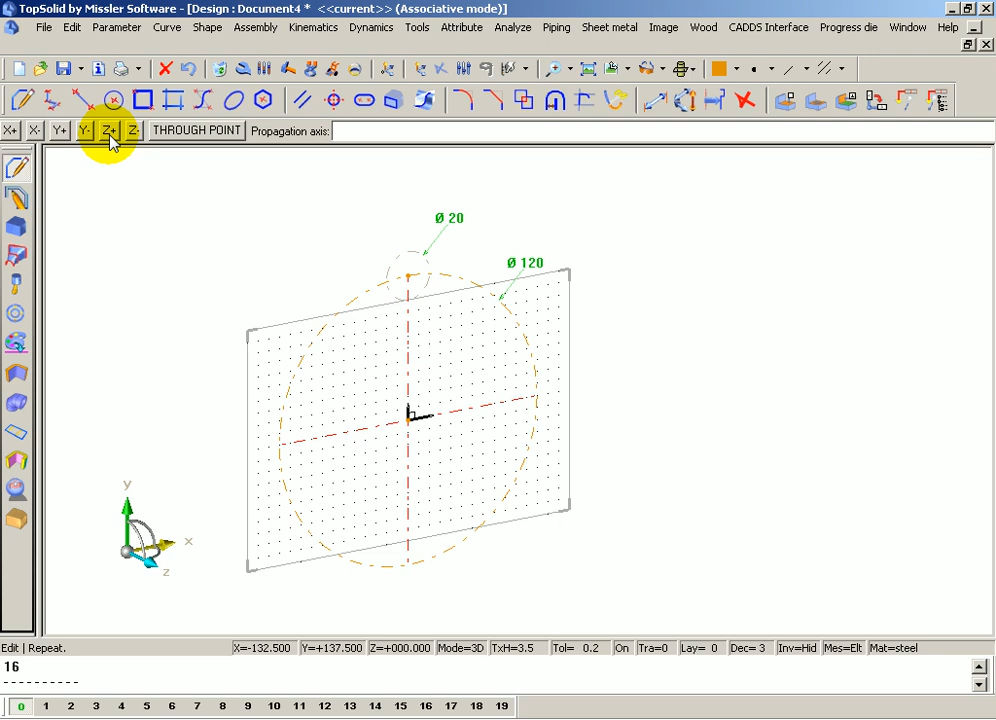 TopSolid by Missler Software - [Design : Document4 * <<current>> (Associative mode)]
File Edit Parameter Curve Shape Assembly Kinematics Dynamics Tools Attribute Analyze Piping Sheet metal Image Wood CADDS Interface Progress die Window Help
X+ X- Y+ Y- Z+ Z- THROUGH POINT Propagation axis:
Ø 20
Ø 120
y
x
z
Edit | Repeat. X=-132.500 Y=+137.500 Z=+000.000 Mode=3D TxH=3.5 Tol= 0.2 On Tra=0 Lay= 0 Dec= 3 Inv=Hid Mes=Elt Mat=steel
16
----------
0 1 2 3 4 5 6 7 8 9 10 11 12 13 14 15 16 17 18 19